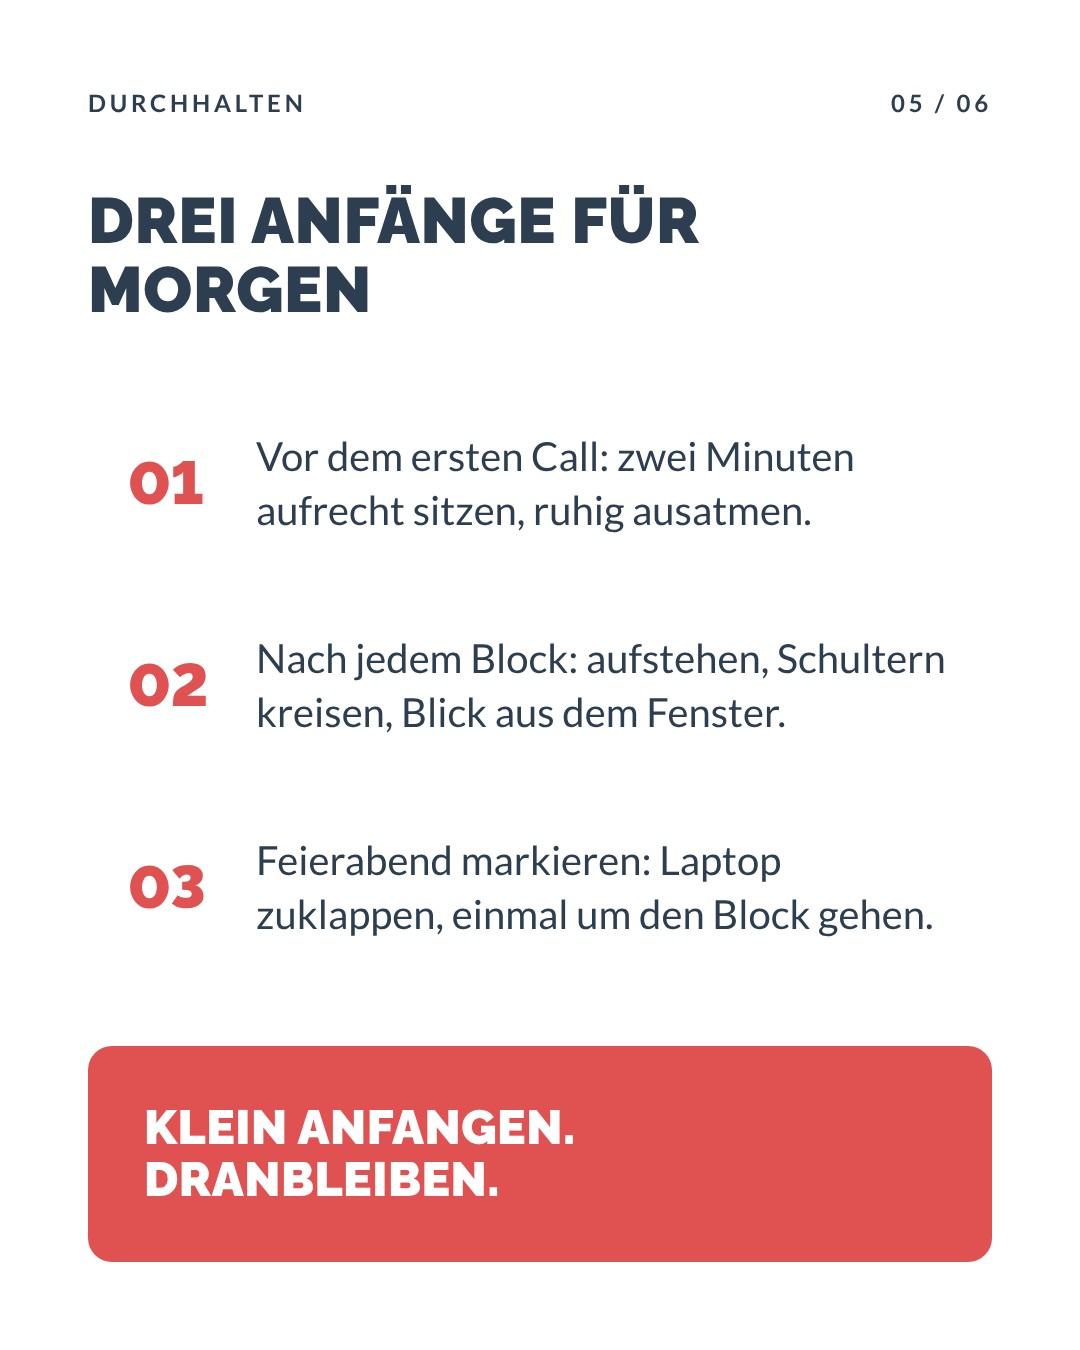 DURCHHALTEN
05 / 06
DREI ANFÄNGE FÜR
MORGEN
01
Vor dem ersten Call: zwei Minuten
aufrecht sitzen, ruhig ausatmen.
02
Nach jedem Block: aufstehen, Schultern
kreisen, Blick aus dem Fenster.
03
Feierabend markieren: Laptop
zuklappen, einmal um den Block gehen.
KLEIN ANFANGEN.
DRANBLEIBEN.